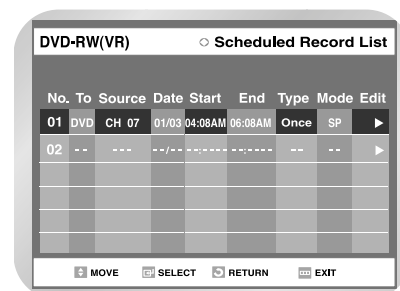 DVD-RW(VR) Scheduled Record List
No. To Source Date Start End Type Mode Edit
01 DVD CH 07 01/03 04:08AM 06:08AM Once SP ►
02 -- --- --/-- --:---- --:---- -- -- ►
MOVE SELECT RETURN EXIT